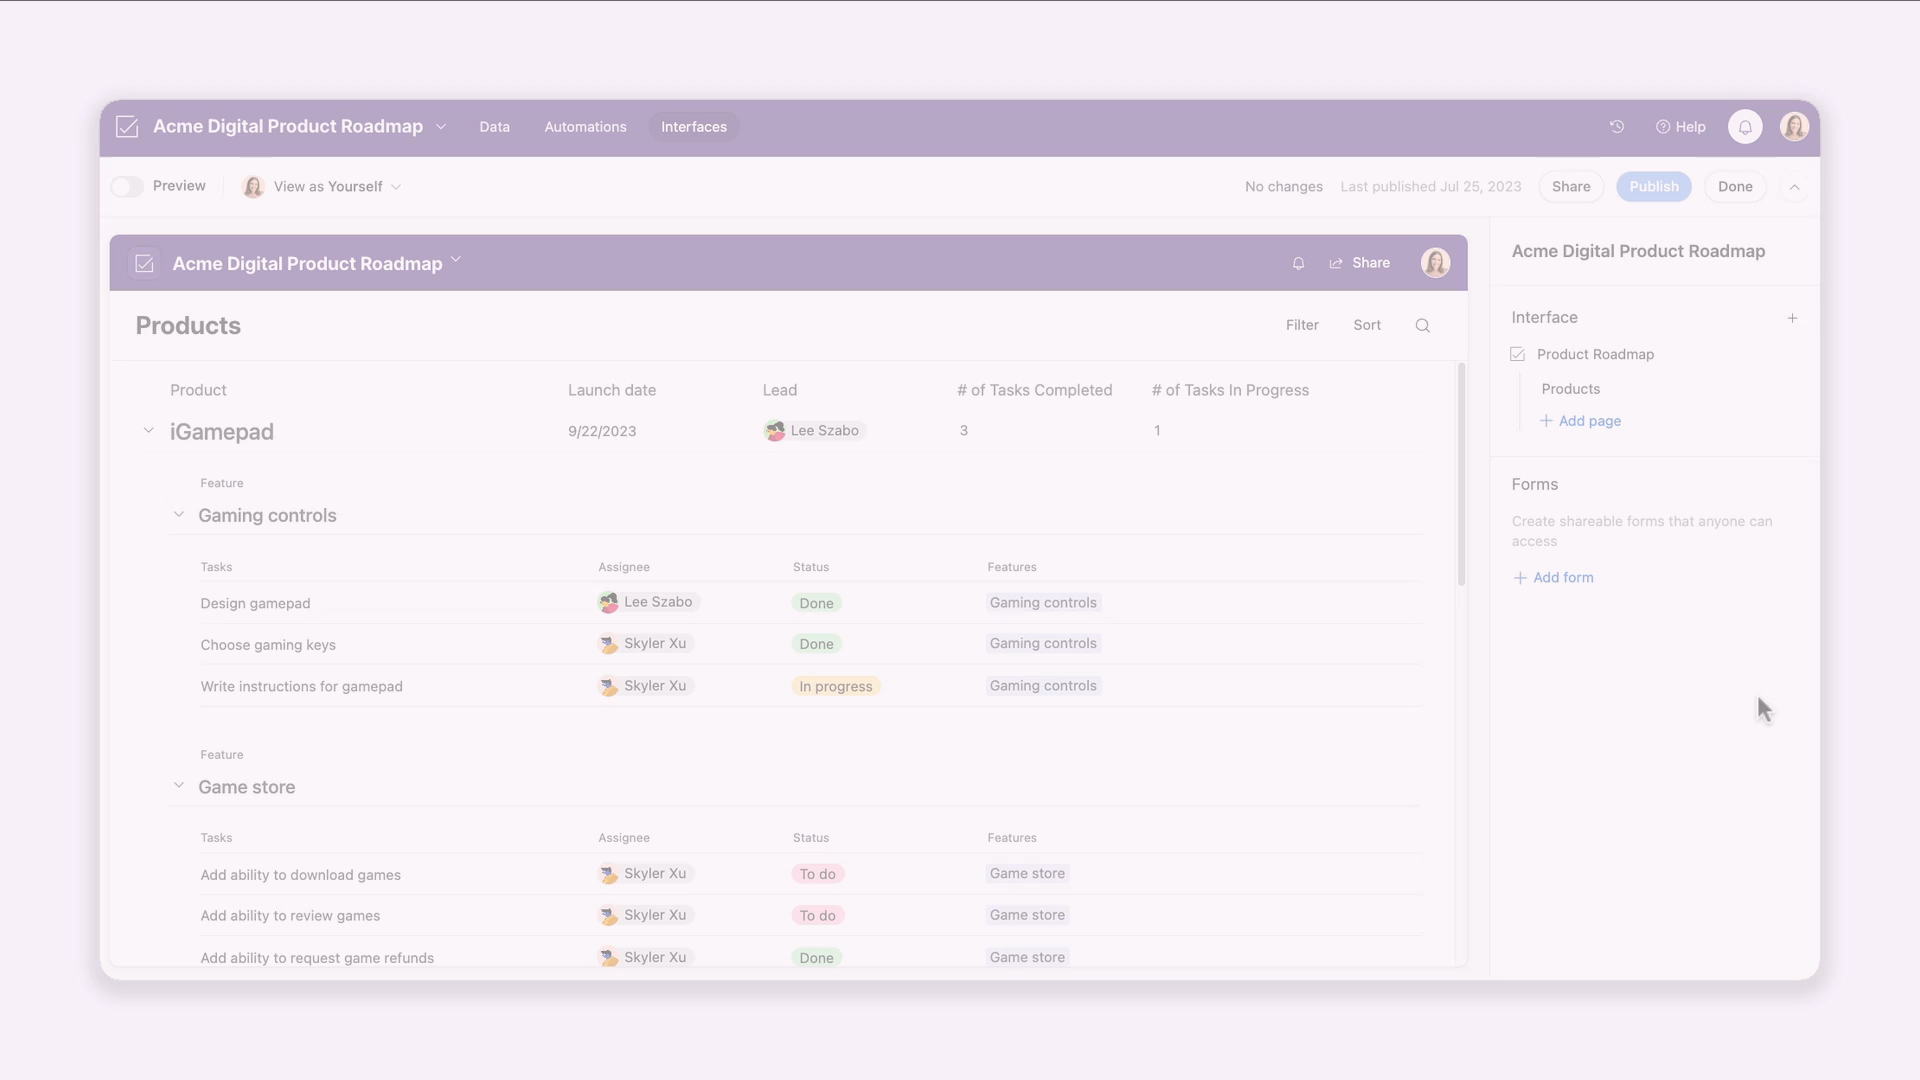 Acme Digital Product Roadmap
Data
Automations
Interfaces
Help
Preview
View as Yourself
No changes
Last published Jul 25, 2023
Share
Publish
Done
Acme Digital Product Roadmap
Share
Products
Filter
Sort
Product
Launch date
Lead
# of Tasks Completed
# of Tasks In Progress
iGamepad
9/22/2023
Lee Szabo
3
1
Feature
Gaming controls
Tasks
Assignee
Status
Features
Design gamepad
Lee Szabo
Done
Gaming controls
Choose gaming keys
Skyler Xu
Done
Gaming controls
Write instructions for gamepad
Skyler Xu
In progress
Gaming controls
Feature
Game store
Tasks
Assignee
Status
Features
Add ability to download games
Skyler Xu
To do
Game store
Add ability to review games
Skyler Xu
To do
Game store
Add ability to request game refunds
Skyler Xu
Done
Game store
Acme Digital Product Roadmap
Interface
Product Roadmap
Products
Add page
Forms
Create shareable forms that anyone can
access
Add form